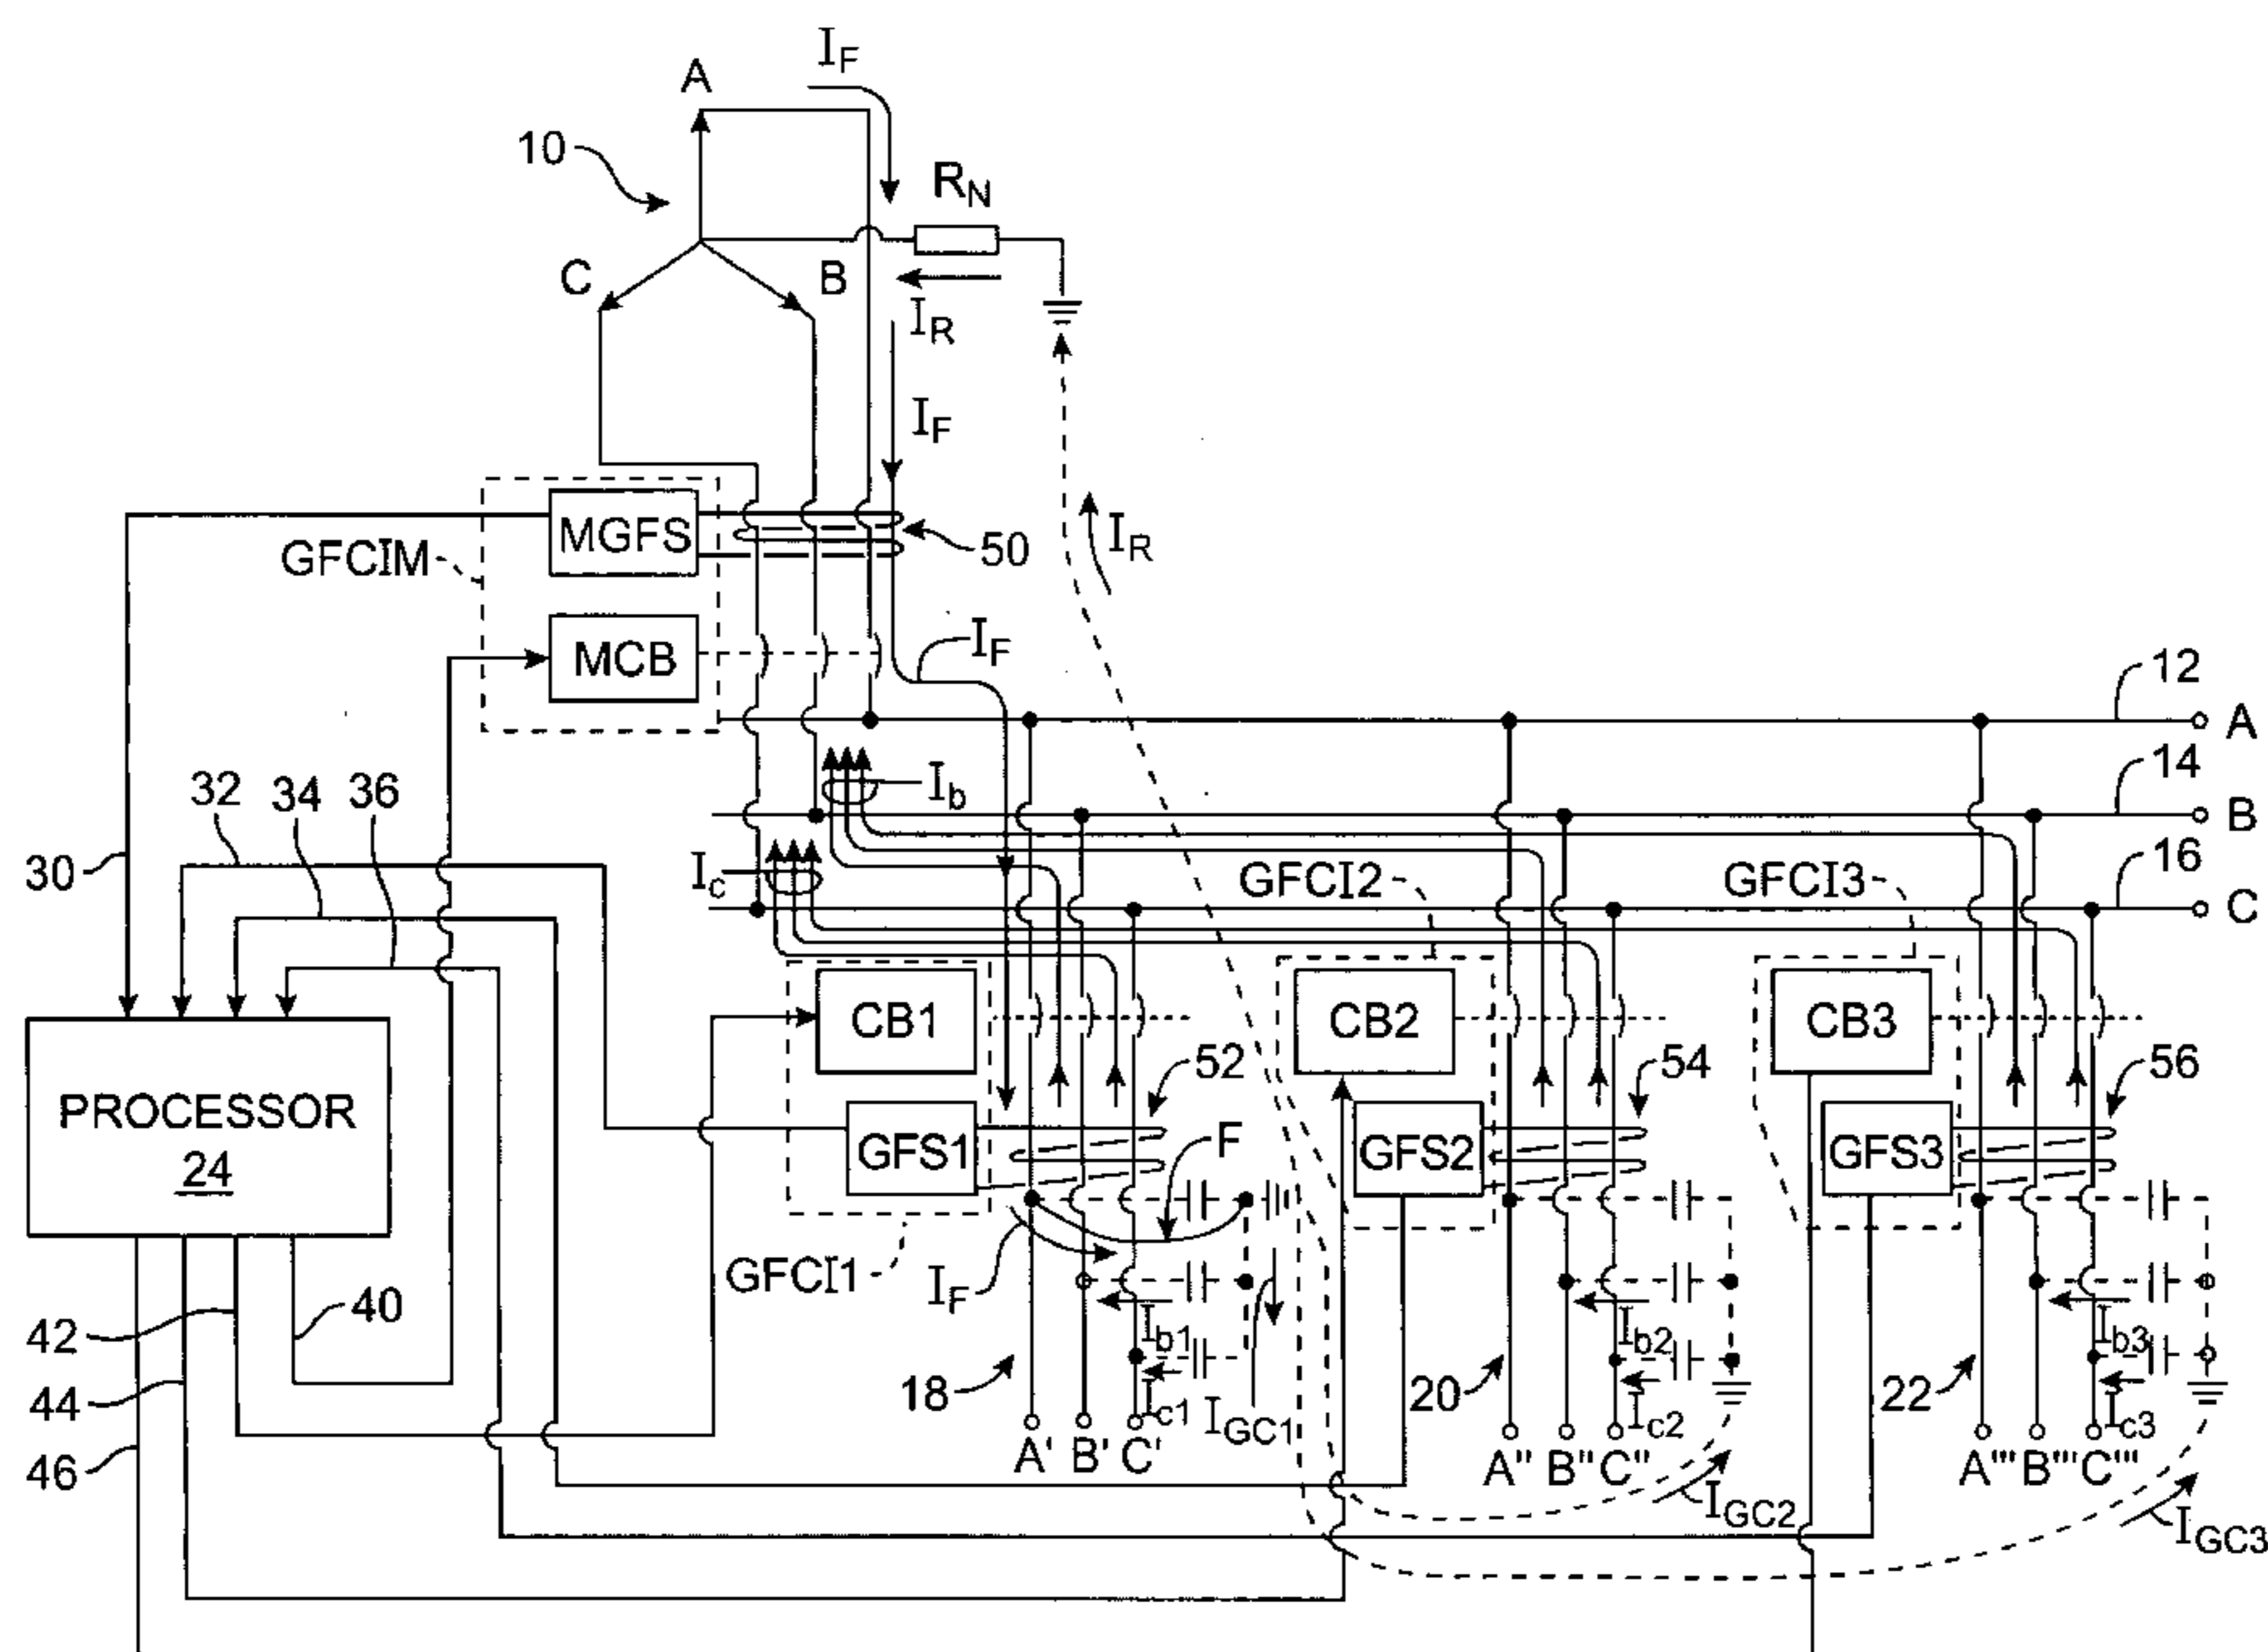 I_F
A
10
R_N
C
B
I_R
I_F
MGFS
50
GFCIM
I_R
MCB
I_F
12
A
14
B
16
C
32
34
36
I_b
30
I_c
GFCI2
GFCI3
CB1
CB2
CB3
52
54
56
PROCESSOR
24
GFS1
F
GFS2
GFS3
GFCI1
I_F
40
42
I_b1
I_b2
I_b3
18
20
22
44
I_c1
I_GC1
I_c2
I_c3
46
A' B' C'
A" B" C"
A''' B''' C'''
I_GC2
I_GC3